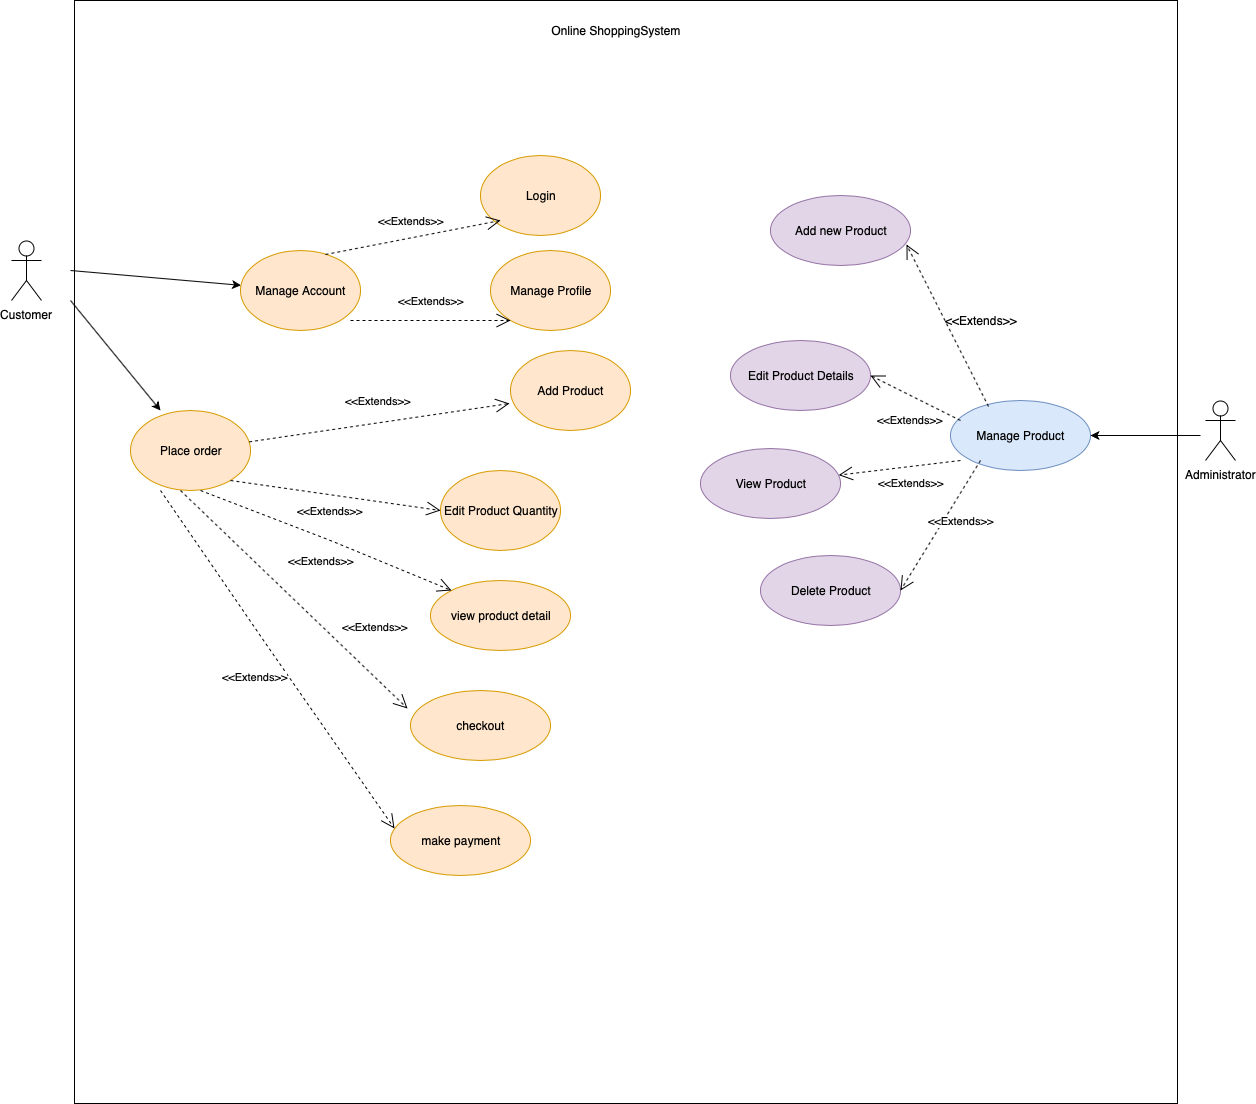 Online ShoppingSystem
Login
<<Extends>>
Manage Account
Manage Profile
<<Extends>>
Customer
Add Product
<<Extends>>
Place order
Edit Product Quantity
<<Extends>>
<<Extends>>
view product detail
<<Extends>>
<<Extends>>
checkout
make payment
Add new Product
<<Extends>>
Edit Product Details
<<Extends>>
Manage Product
Administrator
View Product
<<Extends>>
<<Extends>>
Delete Product